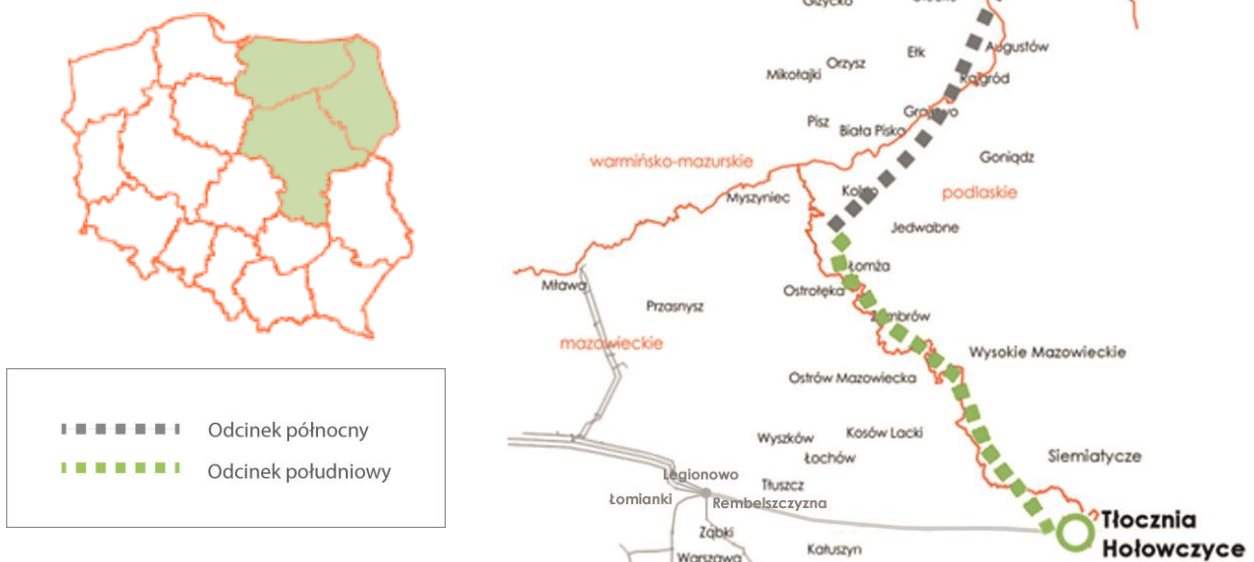 Giżycko
Augustów
Ełk
Orzysz
Mikołajki
Rajgród
Grajewo
Pisz
Biała Piska
Goniądz
warmińsko-mazurskie
podlaskie
Kolno
Myszyniec
Jedwabne
Łomża
Mława
Ostrołęka
Przasnysz
Zambrów
mazowieckie
Wysokie Mazowieckie
Ostrów Mazowiecka
Odcinek północny
Odcinek południowy
Kosów Lacki
Wyszków
Łochów
Siemiatycze
Legionowo
Tłuszcz
Łomianki
Rembelszczyzna
Tłocznia
Hołowczyce
Ząbki
Kałuszyn
Warszawa